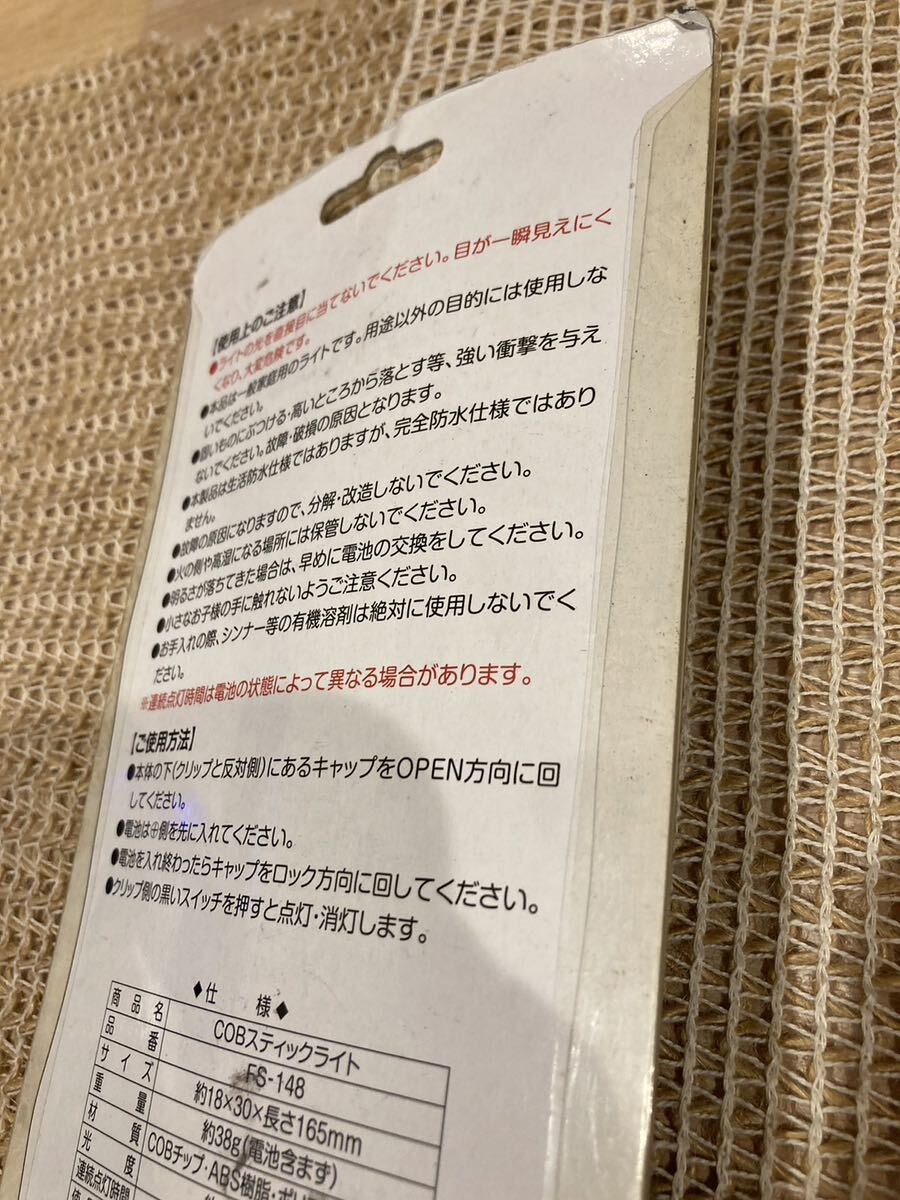 【使用上のご注意】
●ライトの光を直接目に当てないでください。目が一瞬見えにく
くなり、大変危険です。
●本品は一般家庭用のライトです。用途以外の目的には使用しな
いでください。
●固いものにぶつける・高いところから落とす等、強い衝撃を与え
ないでください。故障・破損の原因となります。
●本製品は生活防水仕様ではありますが、完全防水仕様ではあり
ません。
●故障の原因になりますので、分解・改造しないでください。
●火の側や高湿になる場所には保管しないでください。
●明るさが落ちてきた場合は、早めに電池の交換をしてください。
●小さなお子様の手に触れないようご注意ください。
●お手入れの際、シンナー等の有機溶剤は絶対に使用しないでく
ださい。
※連続点灯時間は電池の状態によって異なる場合があります。
【ご使用方法】
●本体の下(クリップと反対側)にあるキャップをOPEN方向に回
してください。
●電池は⊕側を先に入れてください。
●電池を入れ終わったらキャップをロック方向に回してください。
●クリップ側の黒いスイッチを押すと点灯・消灯します。
◆仕 様◆
商品名 COBスティックライト
品番 FS-148
サイズ 約18×30×長さ165mm
重量 約38g(電池含まず)
材質 COBチップ・ABS樹脂・ポリ
光度
連続点灯時間